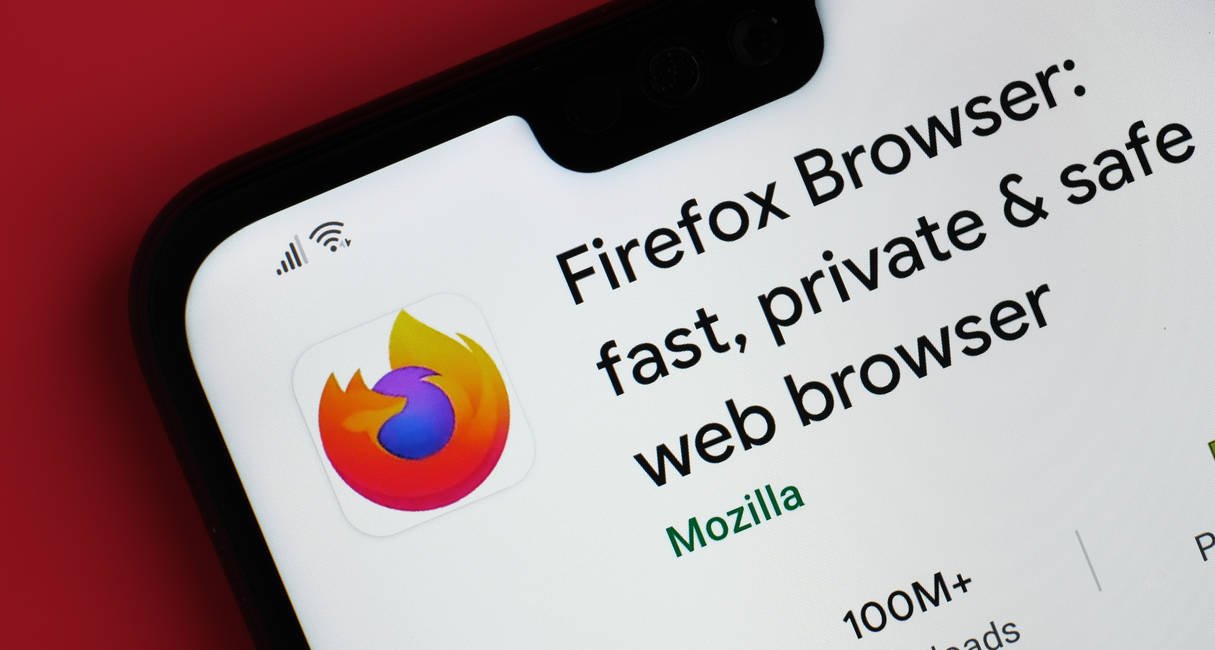 Firefox Browser:
fast, private & safe
web browser
Mozilla
100M+